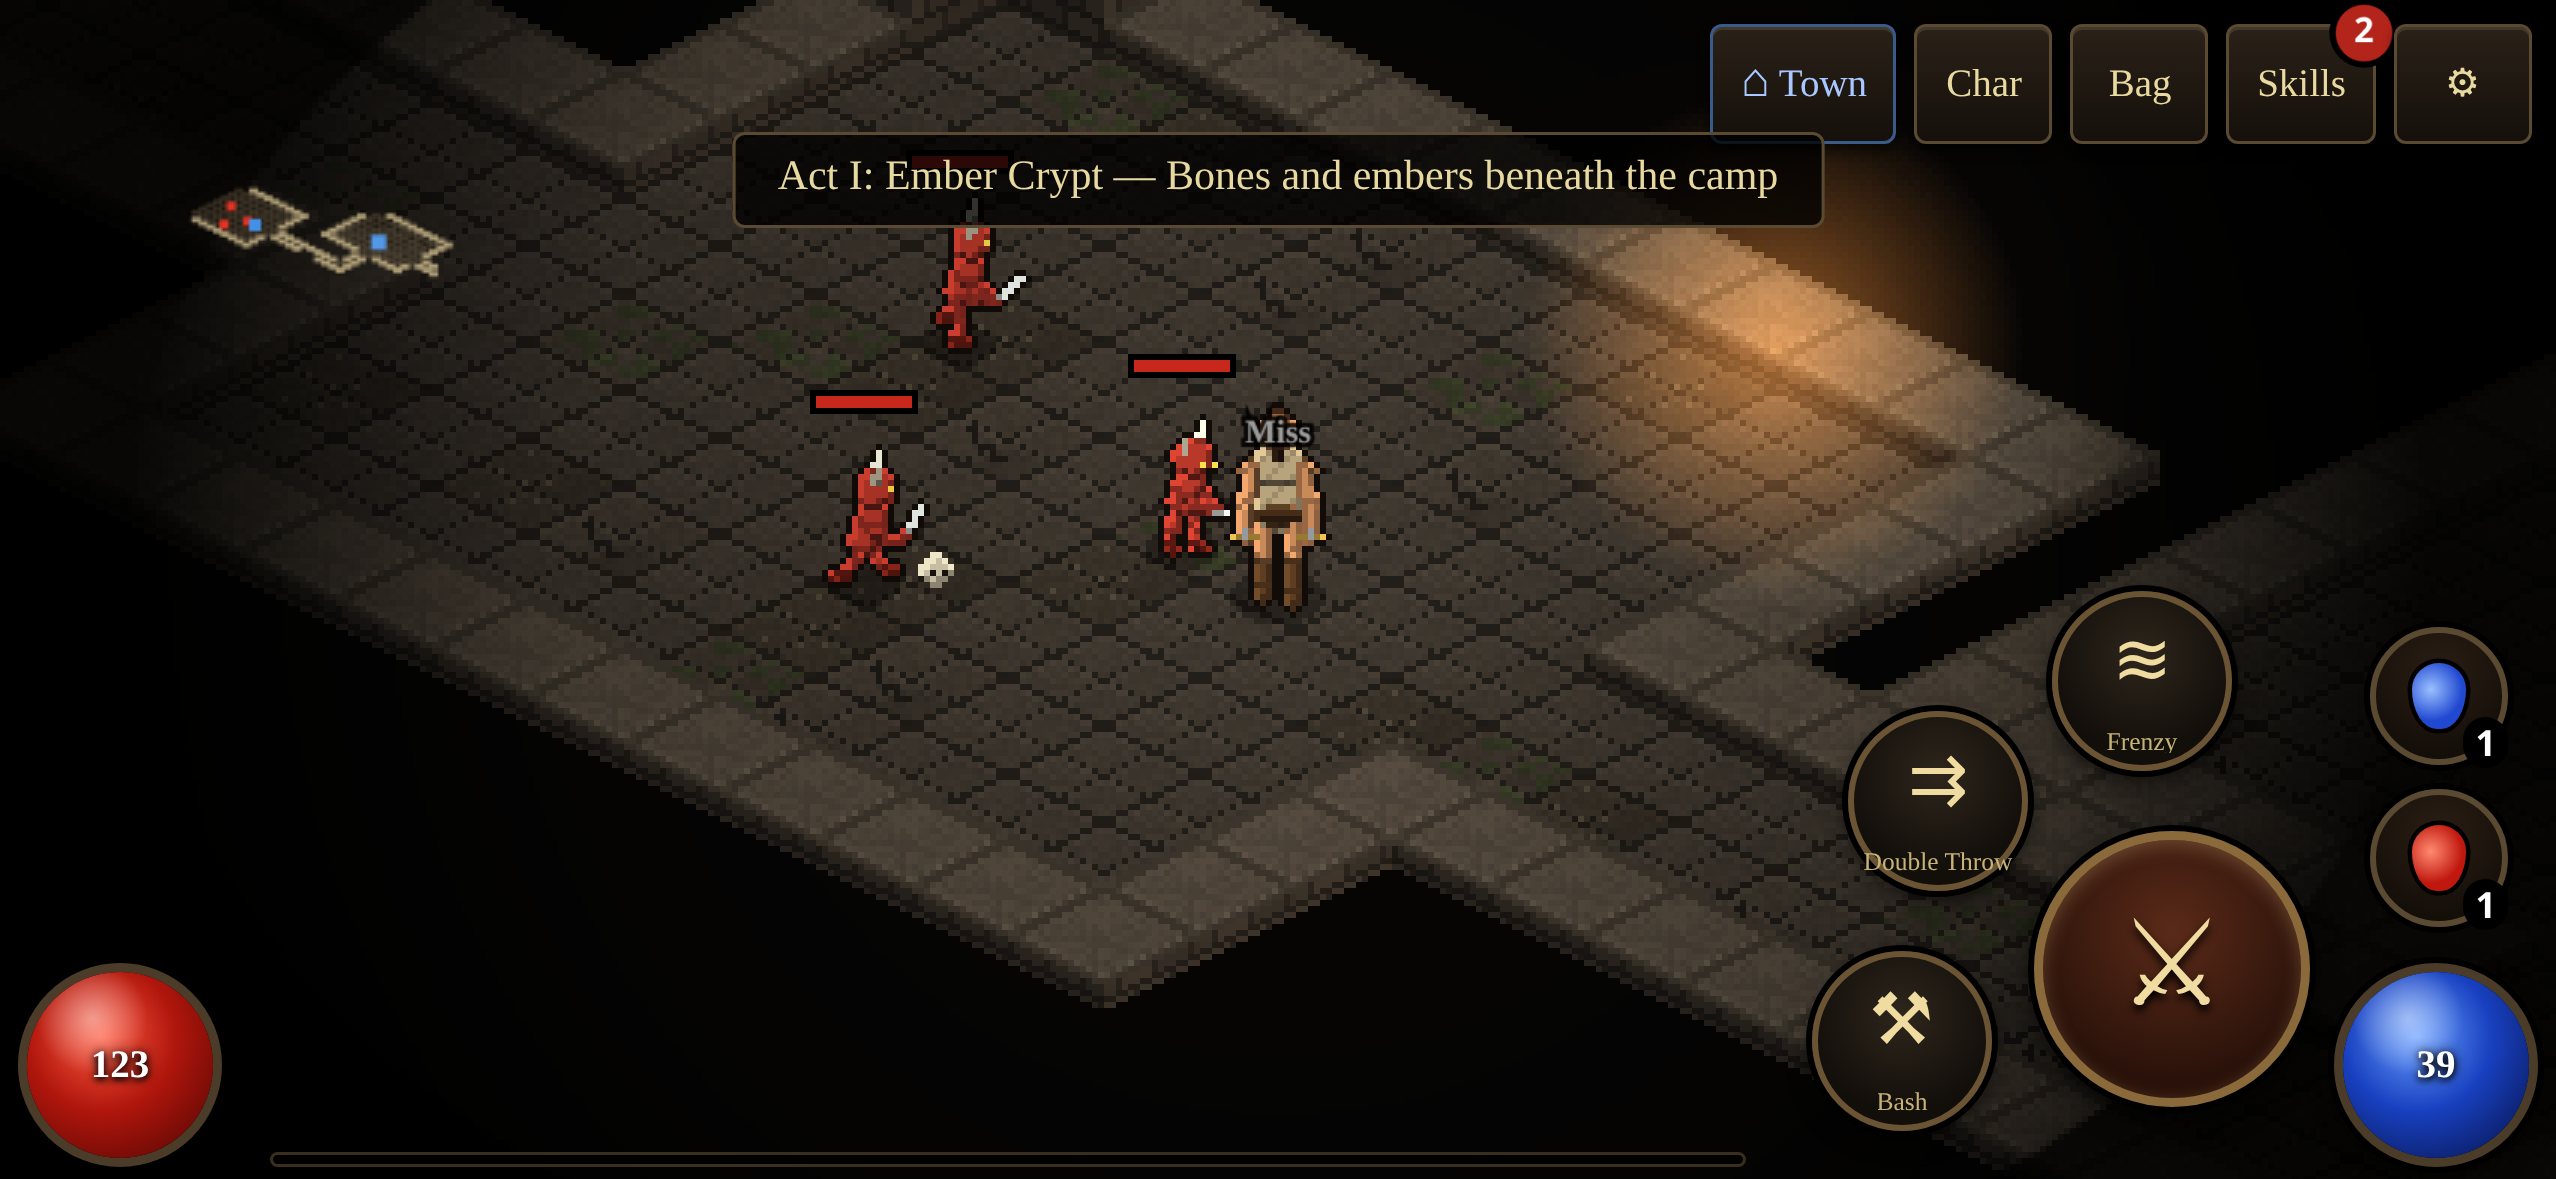 2
⌂ Town
Char
Bag
Skills
Act I: Ember Crypt — Bones and embers beneath the camp
Miss
Frenzy
1
Double Throw
1
Bash
123
39